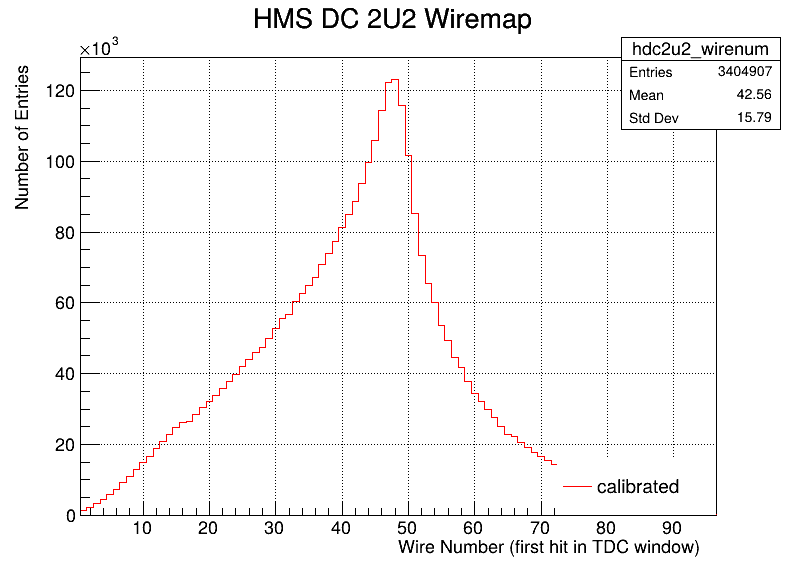 HMS DC 2U2 Wiremap
×10³
hdc2u2_wirenum
Entries 3404907
Mean 42.56
Std Dev 15.79
Number of Entries
120
100
80
60
40
20
0
calibrated
10 20 30 40 50 60 70 80 90
Wire Number (first hit in TDC window)